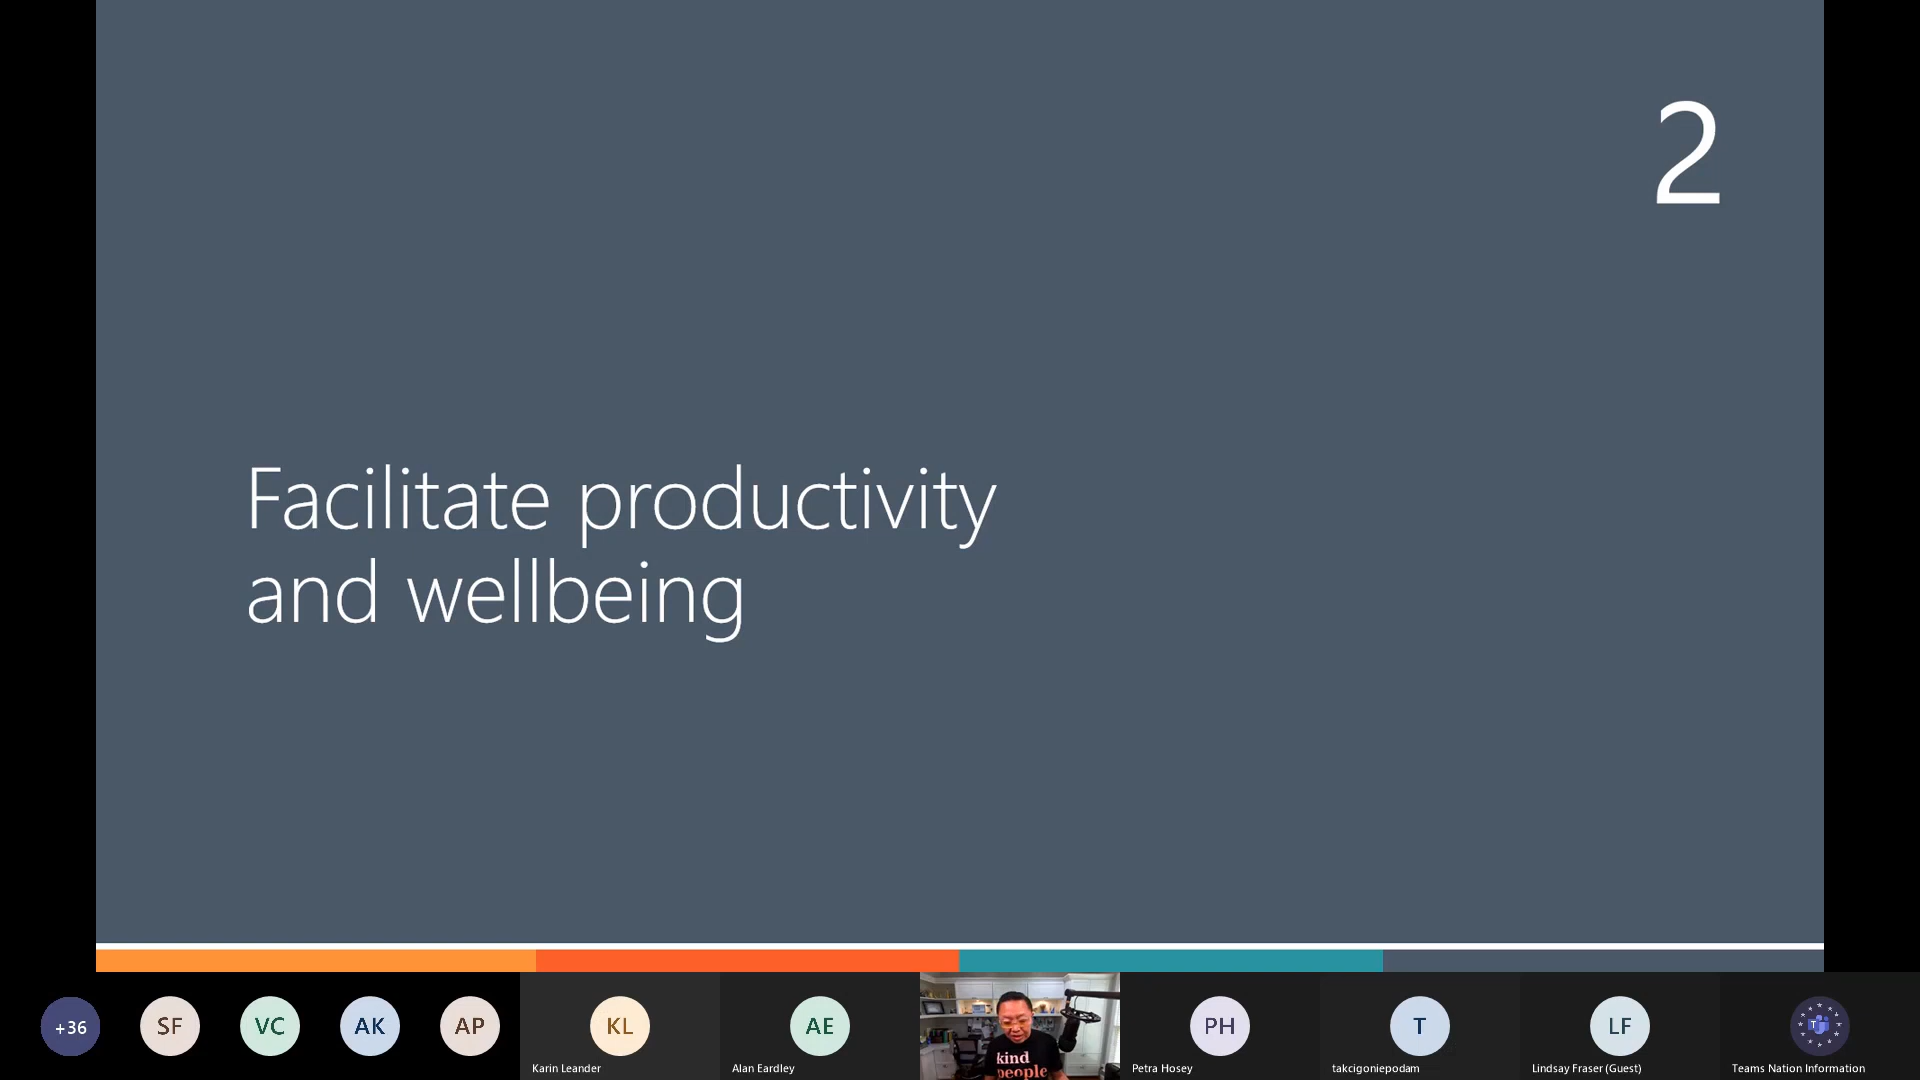 2
Facilitate productivity
and wellbeing
+36
SF
VC
AK
AP
KL
Karin Leander
AE
Alan Eardley
kind
people
PH
Petra Hosey
T
takcigoniepodam
LF
Lindsay Fraser (Guest)
T
Teams Nation Information